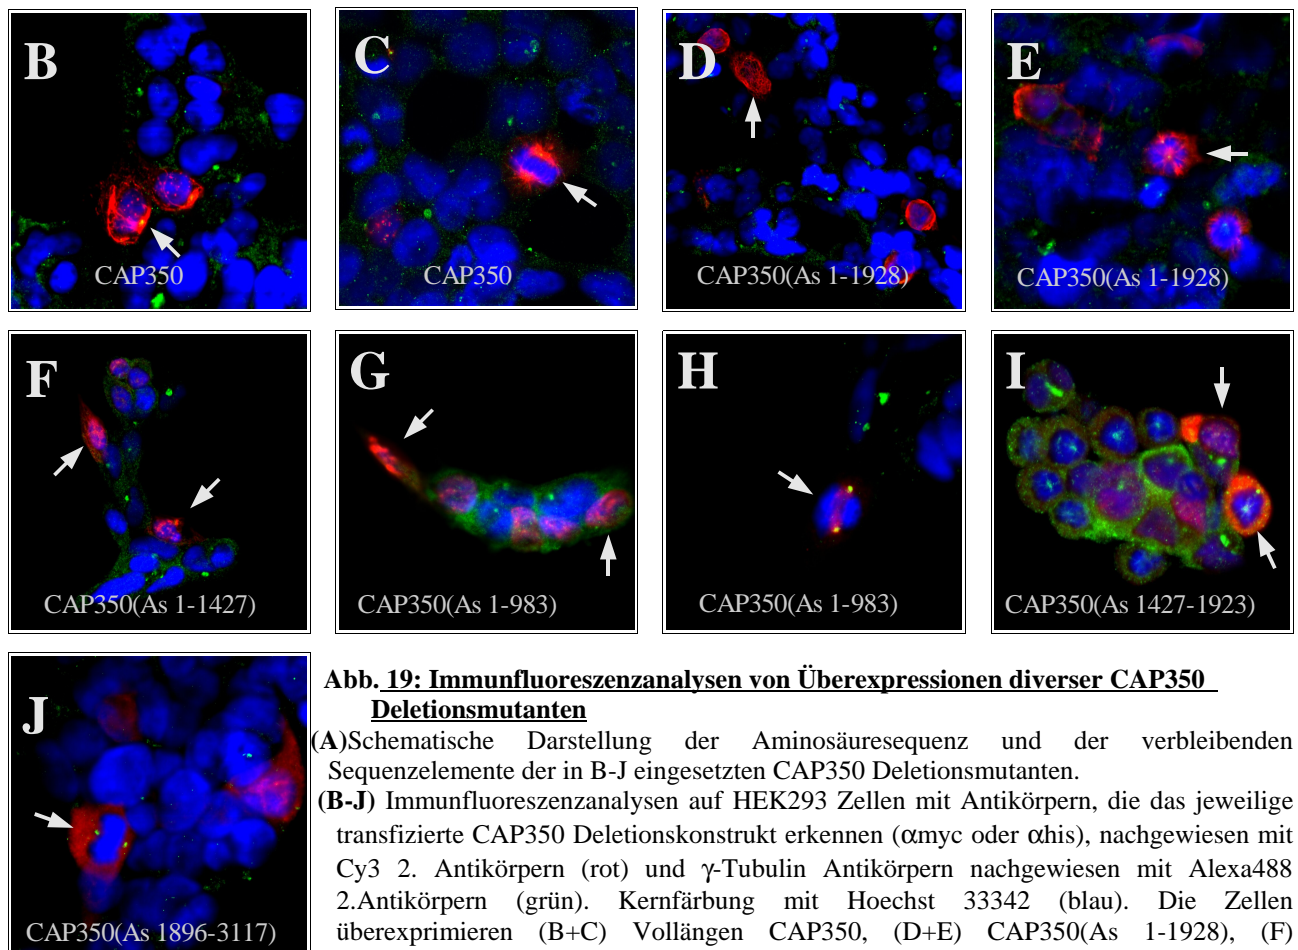 B
CAP350
C
CAP350
D
CAP350(As 1-1928)
E
CAP350(As 1-1928)
F
CAP350(As 1-1427)
G
CAP350(As 1-983)
H
CAP350(As 1-983)
I
CAP350(As 1427-1923)
J
CAP350(As 1896-3117)
Abb. 19: Immunfluoreszenzanalysen von Überexpressionen diverser CAP350
Deletionsmutanten
(A)Schematische Darstellung der Aminosäuresequenz und der verbleibenden
Sequenzelemente der in B-J eingesetzten CAP350 Deletionsmutanten.
(B-J) Immunfluoreszenzanalysen auf HEK293 Zellen mit Antikörpern, die das jeweilige
transfizierte CAP350 Deletionskonstrukt erkennen (αmyc oder αhis), nachgewiesen mit
Cy3 2. Antikörpern (rot) und γ-Tubulin Antikörpern nachgewiesen mit Alexa488
2.Antikörpern (grün). Kernfärbung mit Hoechst 33342 (blau). Die Zellen
überexprimieren (B+C) Vollängen CAP350, (D+E) CAP350(As 1-1928), (F)